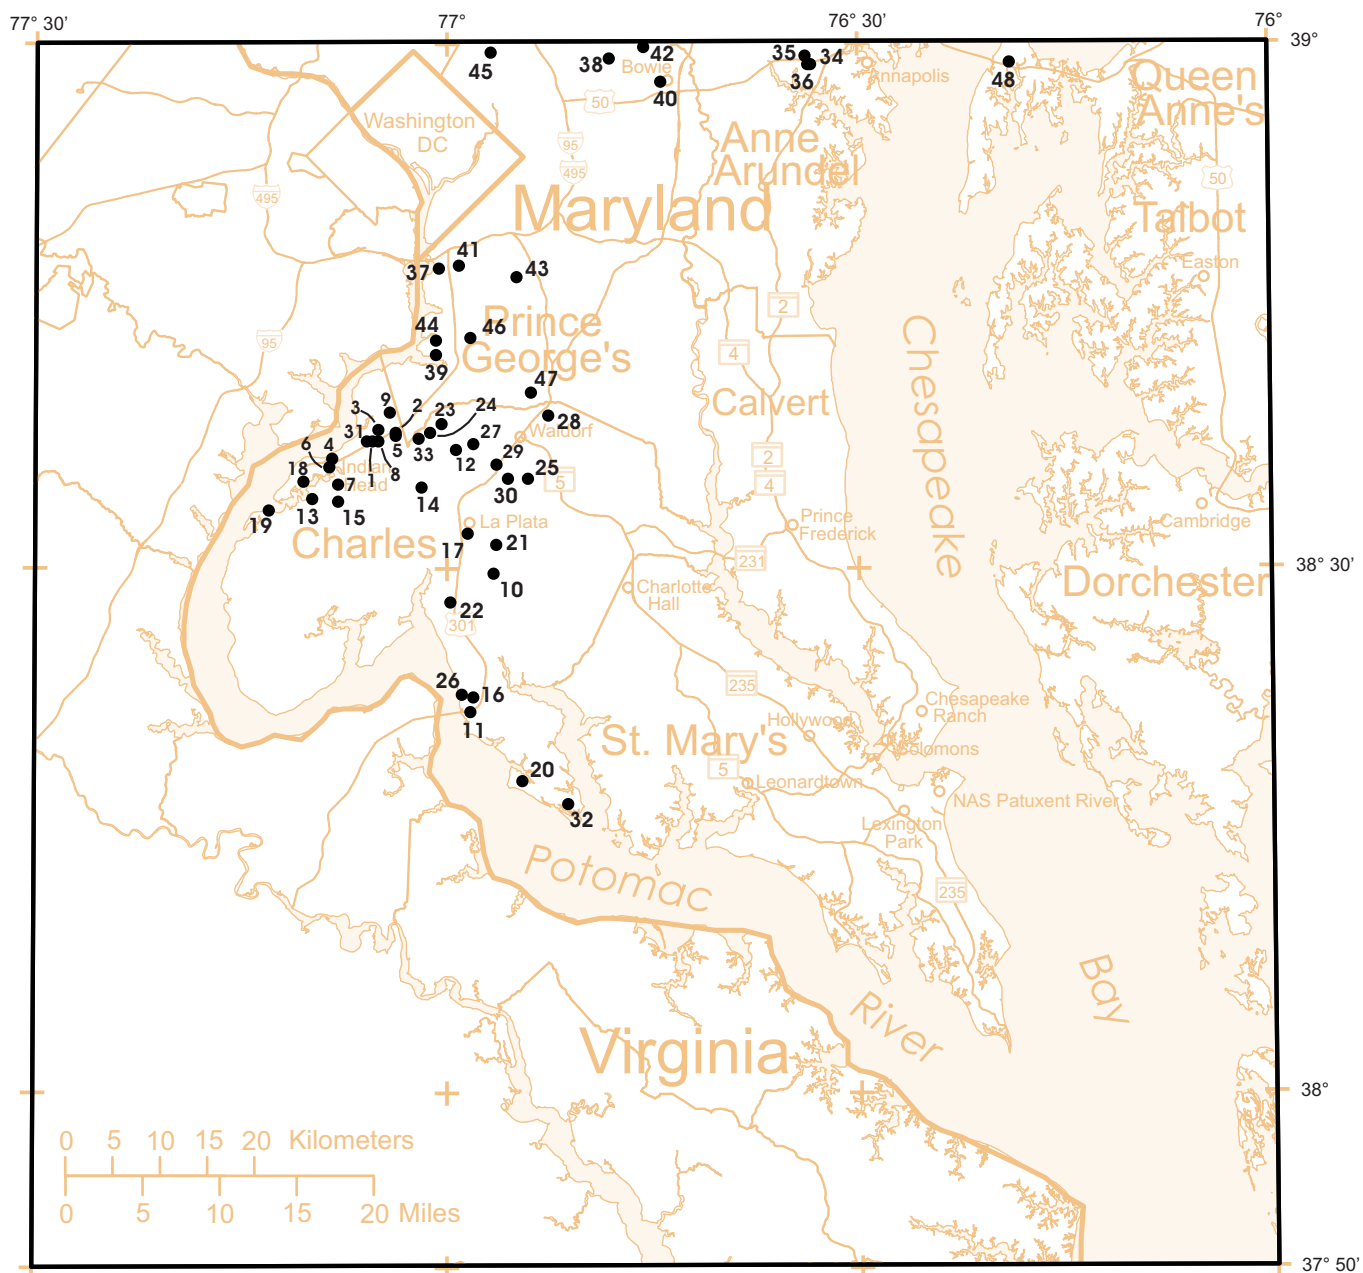 77° 30'
77°
76° 30'
76°
39°
45
38
42
Bowie
40
50
35
34
36
Annapolis
48
Queen
Anne's
Washington
DC
95
495
495
Anne
Arundel
Maryland
50
Talbot
Easton
37
41
43
2
44
46
Prince
George's
39
95
4
Chesapeake
47
Calvert
28
Waldorf
9
3
2
23
24
31
5
33
27
12
6
4
1
8
29
2
4
18
Indian
Head
7
25
30
5
14
13
15
19
La Plata
Prince
Frederick
Cambridge
Charles
17
21
231
38° 30'
10
Charlotte
Hall
Dorchester
22
301
26
16
11
235
Chesapeake
Ranch
Hollywood
Solomons
St. Mary's
5
Leonardtown
20
32
NAS Patuxent River
Lexington
Park
Potomac
235
River
Bay
Virginia
38°
0 5 10 15 20 Kilometers
0 5 10 15 20 Miles
37° 50'